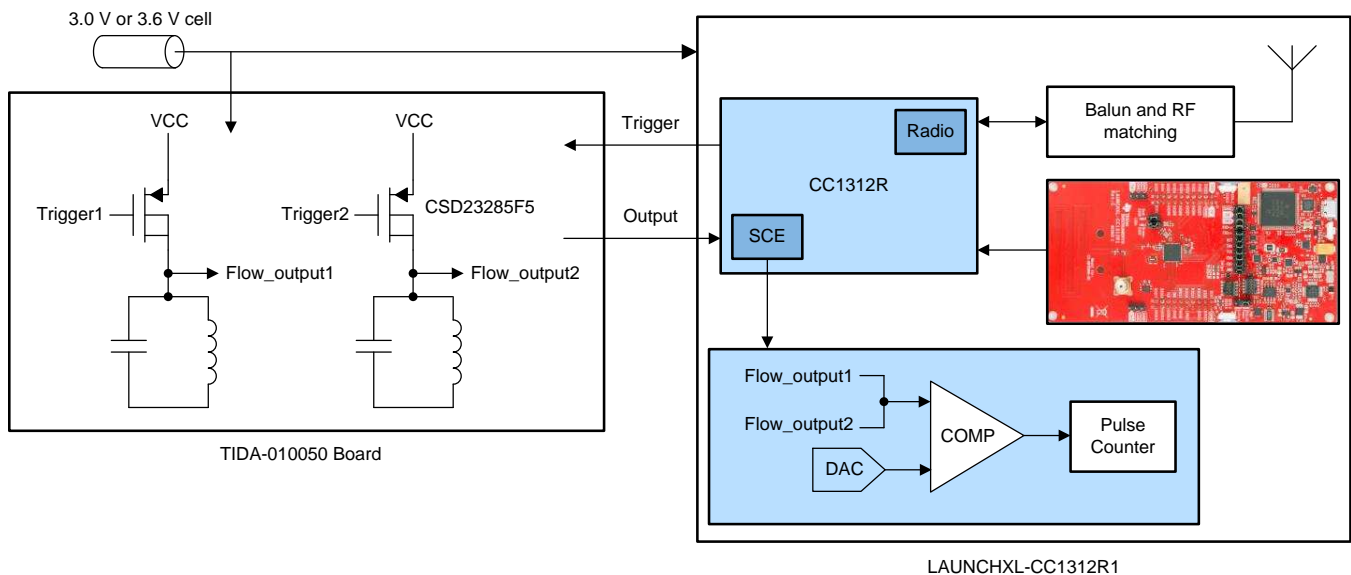 3.0 V or 3.6 V cell
VCC
VCC
Trigger1
Trigger2
CSD23285F5
Flow_output1
Flow_output2
TIDA-010050 Board
Trigger
Output
Radio
CC1312R
SCE
Balun and RF
matching
Flow_output1
Flow_output2
DAC
COMP
Pulse
Counter
LAUNCHXL-CC1312R1